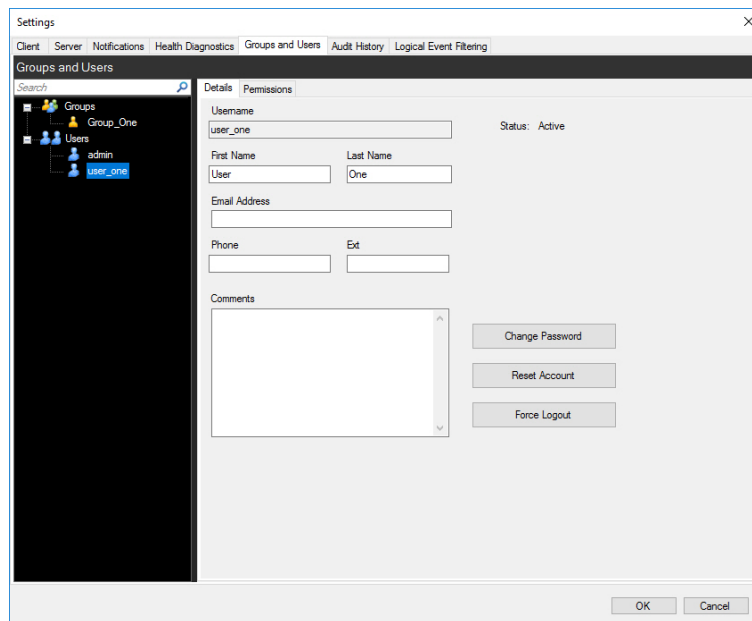 Settings
Client Server Notifications Health Diagnostics Groups and Users Audit History Logical Event Filtering
Groups and Users
Search
Details Permissions
Groups
Group_One
Users
admin
user_one
Username
user_one
Status: Active
First Name Last Name
User One
Email Address
Phone Ext
Comments
Change Password
Reset Account
Force Logout
OK Cancel